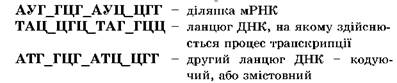 АУГ_ГЦГ_АУЦ_ЦГГ – ділянка мРНК
ТАЦ_ЦГЦ_ТАГ_ГЦЦ – ланцюг ДНК, на якому здійсню-
ється процес транскрипції
АТГ_ГЦГ_АТЦ_ЦГГ – другий ланцюг ДНК – кодую-
чий, або змістовний